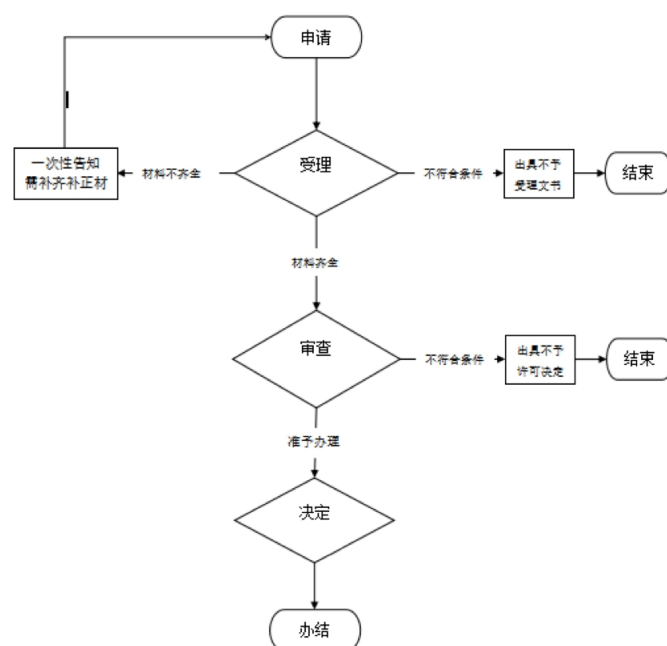 申请
受理
一次性告知
需补齐补正材
材料不齐全
不符合条件
出具不予
受理文书
结束
材料齐全
审查
不符合条件
出具不予
许可决定
结束
准予办理
决定
办结